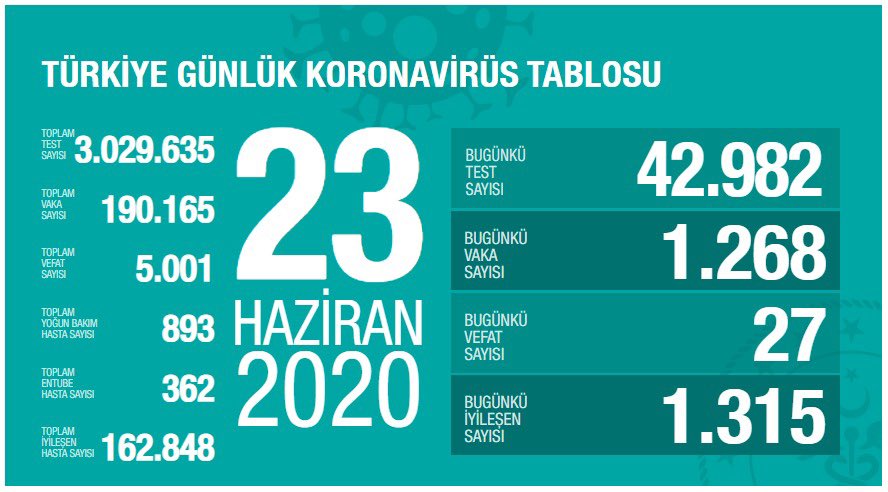 TÜRKİYE GÜNLÜK KORONAVİRÜS TABLOSU
TOPLAM
TEST
SAYISI
3.029.635
TOPLAM
VAKA
SAYISI
190.165
TOPLAM
VEFAT
SAYISI
5.001
TOPLAM
YOĞUN BAKIM
HASTA SAYISI
893
TOPLAM
ENTUBE
HASTA SAYISI
362
TOPLAM
İYİLEŞEN
HASTA SAYISI
162.848
23
HAZİRAN
2020
BUGÜNKÜ
TEST
SAYISI
42.982
BUGÜNKÜ
VAKA
SAYISI
1.268
BUGÜNKÜ
VEFAT
SAYISI
27
BUGÜNKÜ
İYİLEŞEN
SAYISI
1.315